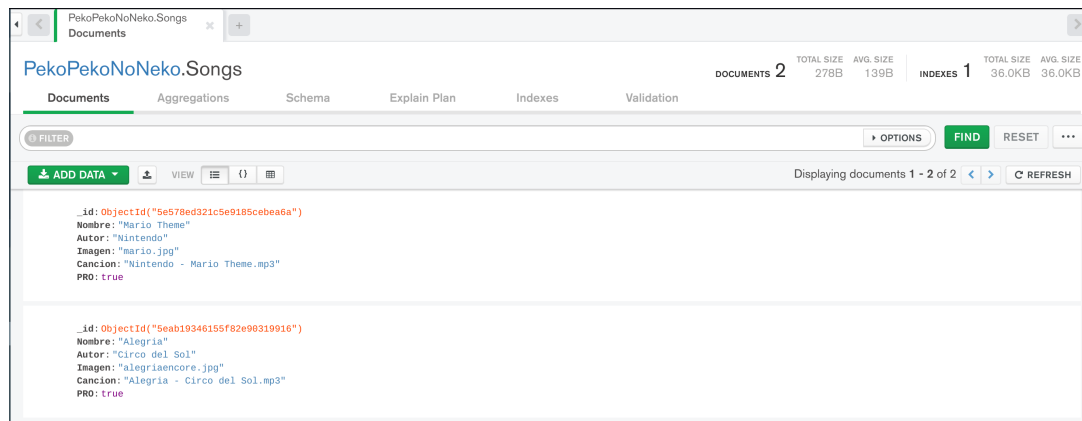 PekoPekoNoNeko.Songs
Documents
PekoPekoNoNeko.Songs
DOCUMENTS 2 TOTAL SIZE 278B AVG. SIZE 139B INDEXES 1 TOTAL SIZE 36.0KB AVG. SIZE 36.0KB
Documents Aggregations Schema Explain Plan Indexes Validation
FILTER OPTIONS FIND RESET ...
ADD DATA VIEW {} Displaying documents 1 - 2 of 2 < > REFRESH
_id: ObjectId("5e578ed321c5e9185cebea6a")
Nombre: "Mario Theme"
Autor: "Nintendo"
Imagen: "mario.jpg"
Cancion: "Nintendo - Mario Theme.mp3"
PRO: true
_id: ObjectId("5eab19346155f82e90319916")
Nombre: "Alegria"
Autor: "Circo del Sol"
Imagen: "alegriaencore.jpg"
Cancion: "Alegria - Circo del Sol.mp3"
PRO: true